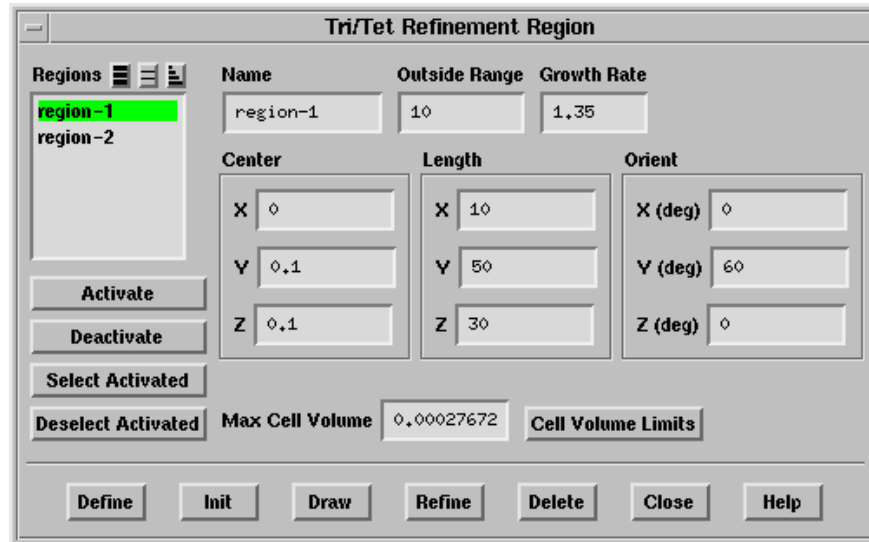 Tri/Tet Refinement Region
Regions
Name
Outside Range
Growth Rate
region-1
region-2
region-1
10
1.35
Center
Length
Orient
X 0
X 10
X (deg) 0
Y 0.1
Y 50
Y (deg) 60
Z 0.1
Z 30
Z (deg) 0
Activate
Deactivate
Select Activated
Deselect Activated
Max Cell Volume 0.00027672
Cell Volume Limits
Define
Init
Draw
Refine
Delete
Close
Help